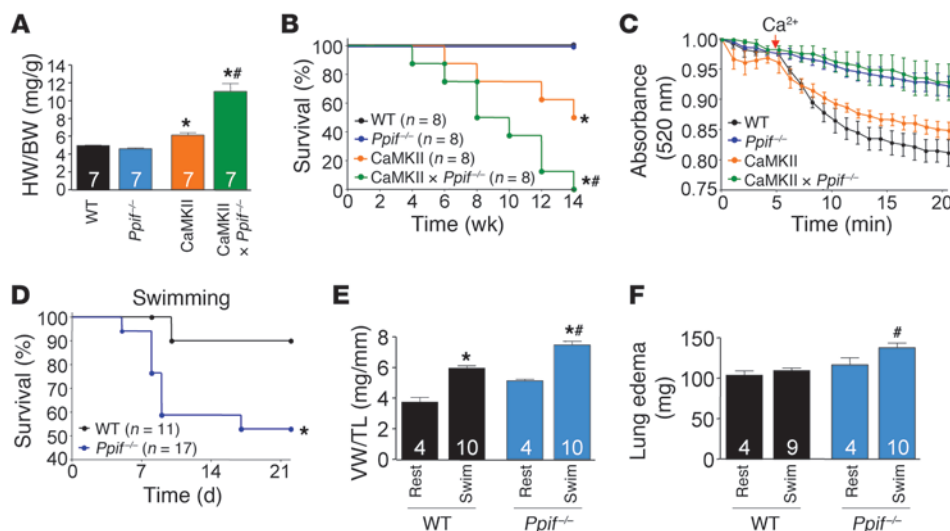 A
HW/BW (mg/g)
14
12
10
8
6
4
2
0
*
*#
7
7
7
7
WT
Ppif–/–
CaMKII
CaMKII
× Ppif–/–
B
Survival (%)
100
80
60
40
20
0
WT (n = 8)
Ppif–/– (n = 8)
CaMKII (n = 8)
CaMKII × Ppif–/– (n = 8)
*
*#
0 2 4 6 8 10 12 14
Time (wk)
C
Ca2+
Absorbance
(520 nm)
1.00
0.95
0.90
0.85
0.80
0.75
WT
Ppif–/–
CaMKII
CaMKII × Ppif–/–
0 5 10 15 20
Time (min)
D
Swimming
Survival (%)
100
90
80
70
60
50
WT (n = 11)
Ppif–/– (n = 17)
*
0 7 14 21
Time (d)
E
VW/TL (mg/mm)
8
6
4
2
0
*
*#
4
10
4
10
Rest
Swim
Rest
Swim
WT
Ppif–/–
F
Lung edema
(mg)
150
100
50
0
#
4
9
4
10
Rest
Swim
Rest
Swim
WT
Ppif–/–